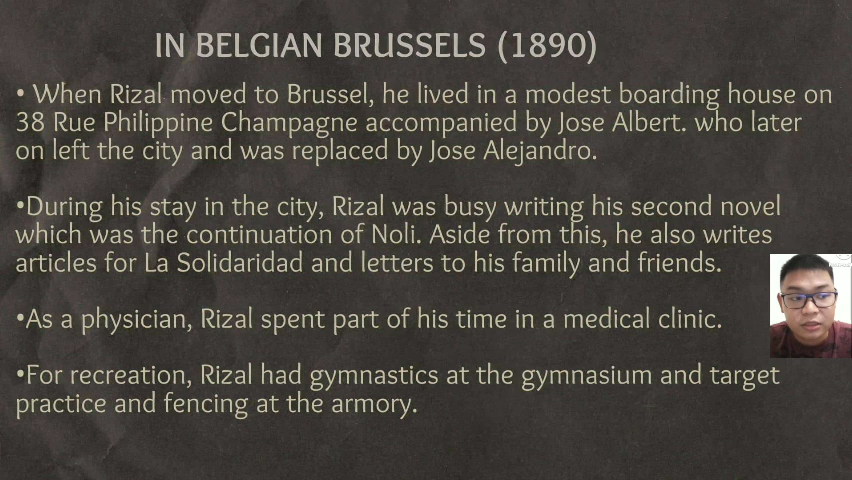 IN BELGIAN BRUSSELS (1890)
• When Rizal moved to Brussel, he lived in a modest boarding house on
38 Rue Philippine Champagne accompanied by Jose Albert. who later
on left the city and was replaced by Jose Alejandro.
•During his stay in the city, Rizal was busy writing his second novel
which was the continuation of Noli. Aside from this, he also writes
articles for La Solidaridad and letters to his family and friends.
•As a physician, Rizal spent part of his time in a medical clinic.
•For recreation, Rizal had gymnastics at the gymnasium and target
practice and fencing at the armory.